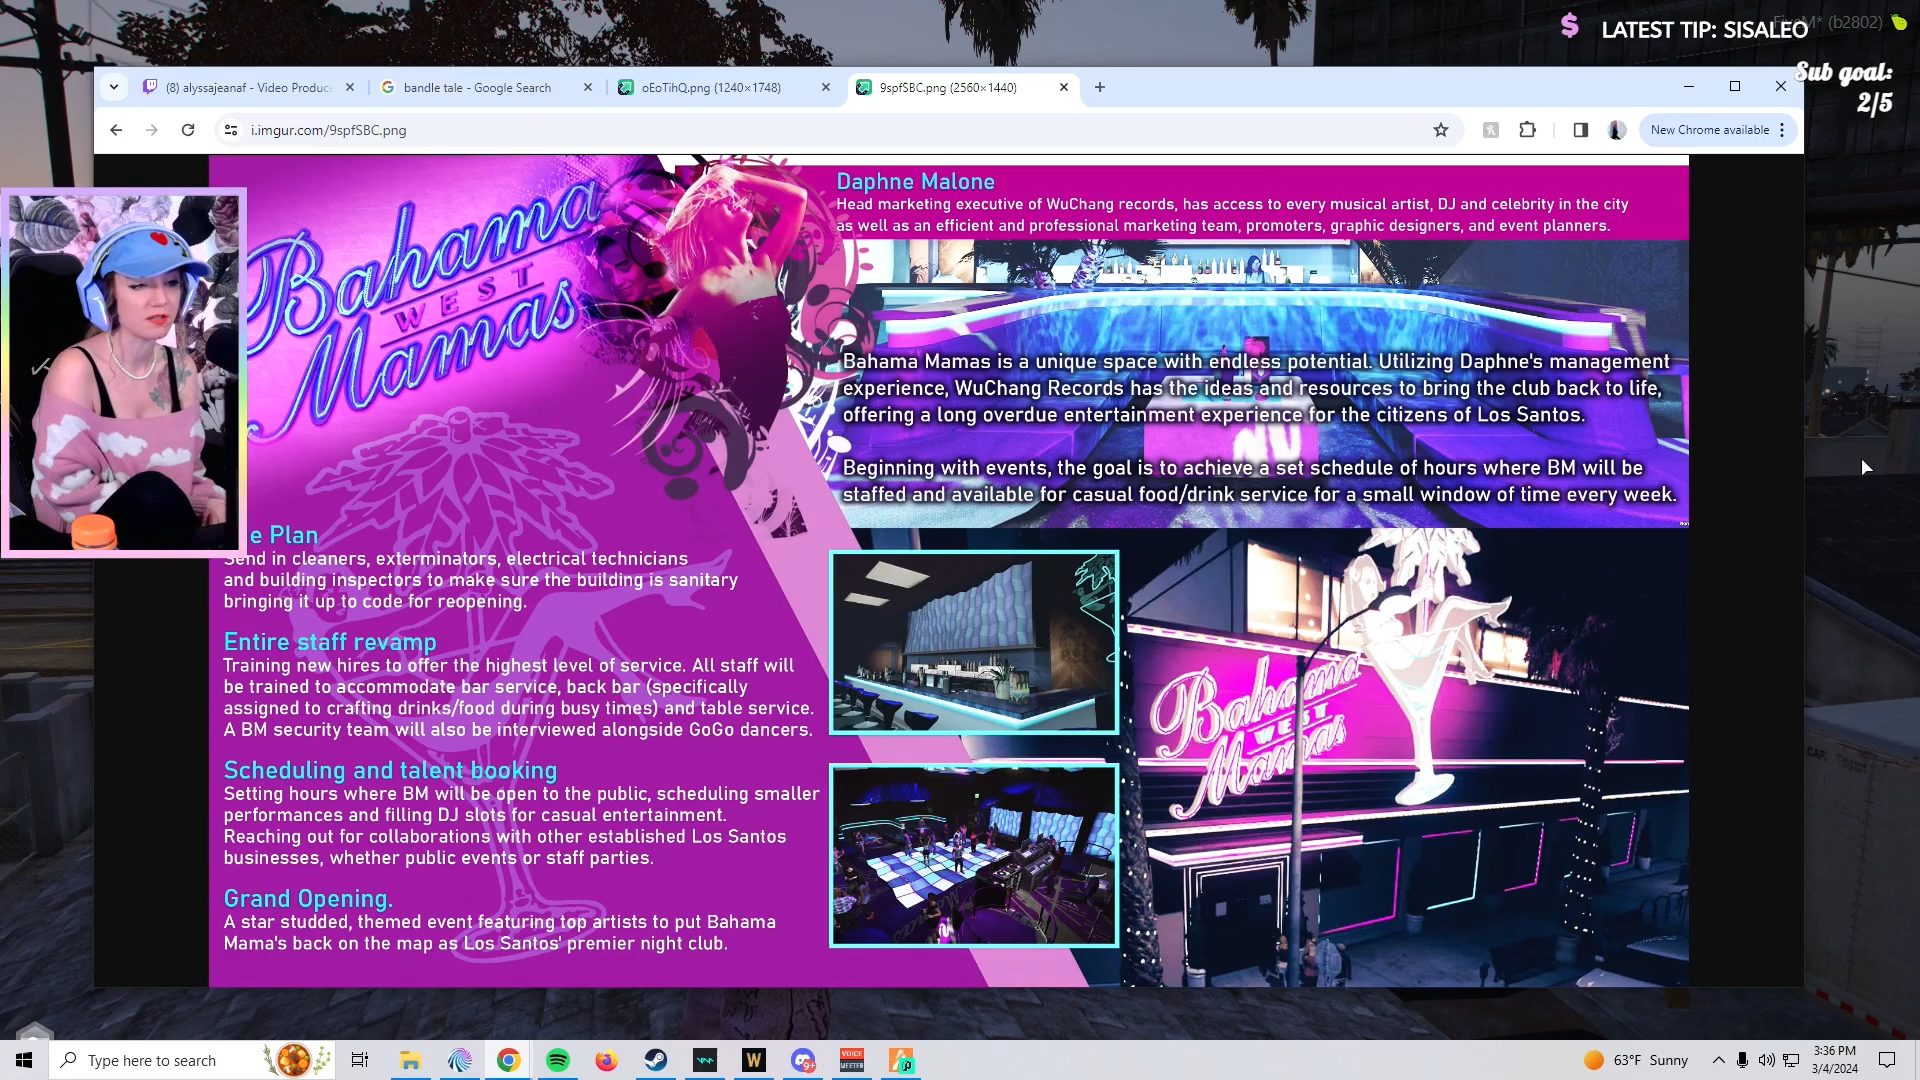 FiveM* (b2802)
LATEST TIP: SISALEO
Sub goal:
2/5
(8) alyssajeanaf - Video Produc
bandle tale - Google Search
oEoTihQ.png (1240×1748)
9spfSBC.png (2560×1440)
i.imgur.com/9spfSBC.png
New Chrome available
Bahama
WEST
Mamas
Daphne Malone
Head marketing executive of WuChang records, has access to every musical artist, DJ and celebrity in the city
as well as an efficient and professional marketing team, promoters, graphic designers, and event planners.
Bahama Mamas is a unique space with endless potential. Utilizing Daphne's management
experience, WuChang Records has the ideas and resources to bring the club back to life,
offering a long overdue entertainment experience for the citizens of Los Santos.
Beginning with events, the goal is to achieve a set schedule of hours where BM will be
staffed and available for casual food/drink service for a small window of time every week.
e Plan
Send in cleaners, exterminators, electrical technicians
and building inspectors to make sure the building is sanitary
bringing it up to code for reopening.
Entire staff revamp
Training new hires to offer the highest level of service. All staff will
be trained to accommodate bar service, back bar (specifically
assigned to crafting drinks/food during busy times) and table service.
A BM security team will also be interviewed alongside GoGo dancers.
Scheduling and talent booking
Setting hours where BM will be open to the public, scheduling smaller
performances and filling DJ slots for casual entertainment.
Reaching out for collaborations with other established Los Santos
businesses, whether public events or staff parties.
Grand Opening.
A star studded, themed event featuring top artists to put Bahama
Mama's back on the map as Los Santos' premier night club.
Bahama
WEST
Mamas
Type here to search
W
9+
VOICE
MEETER
63°F Sunny
3:36 PM
3/4/2024